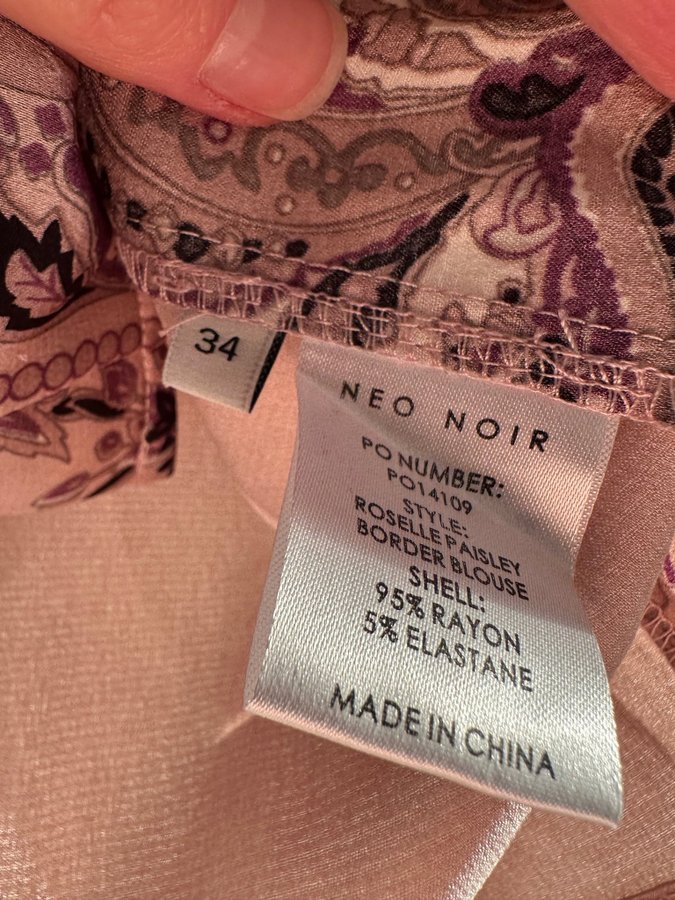 34
NEO NOIR
PO NUMBER:
PO14109
STYLE:
ROSELLE PAISLEY
BORDER BLOUSE
SHELL:
95% RAYON
5% ELASTANE
MADE IN CHINA